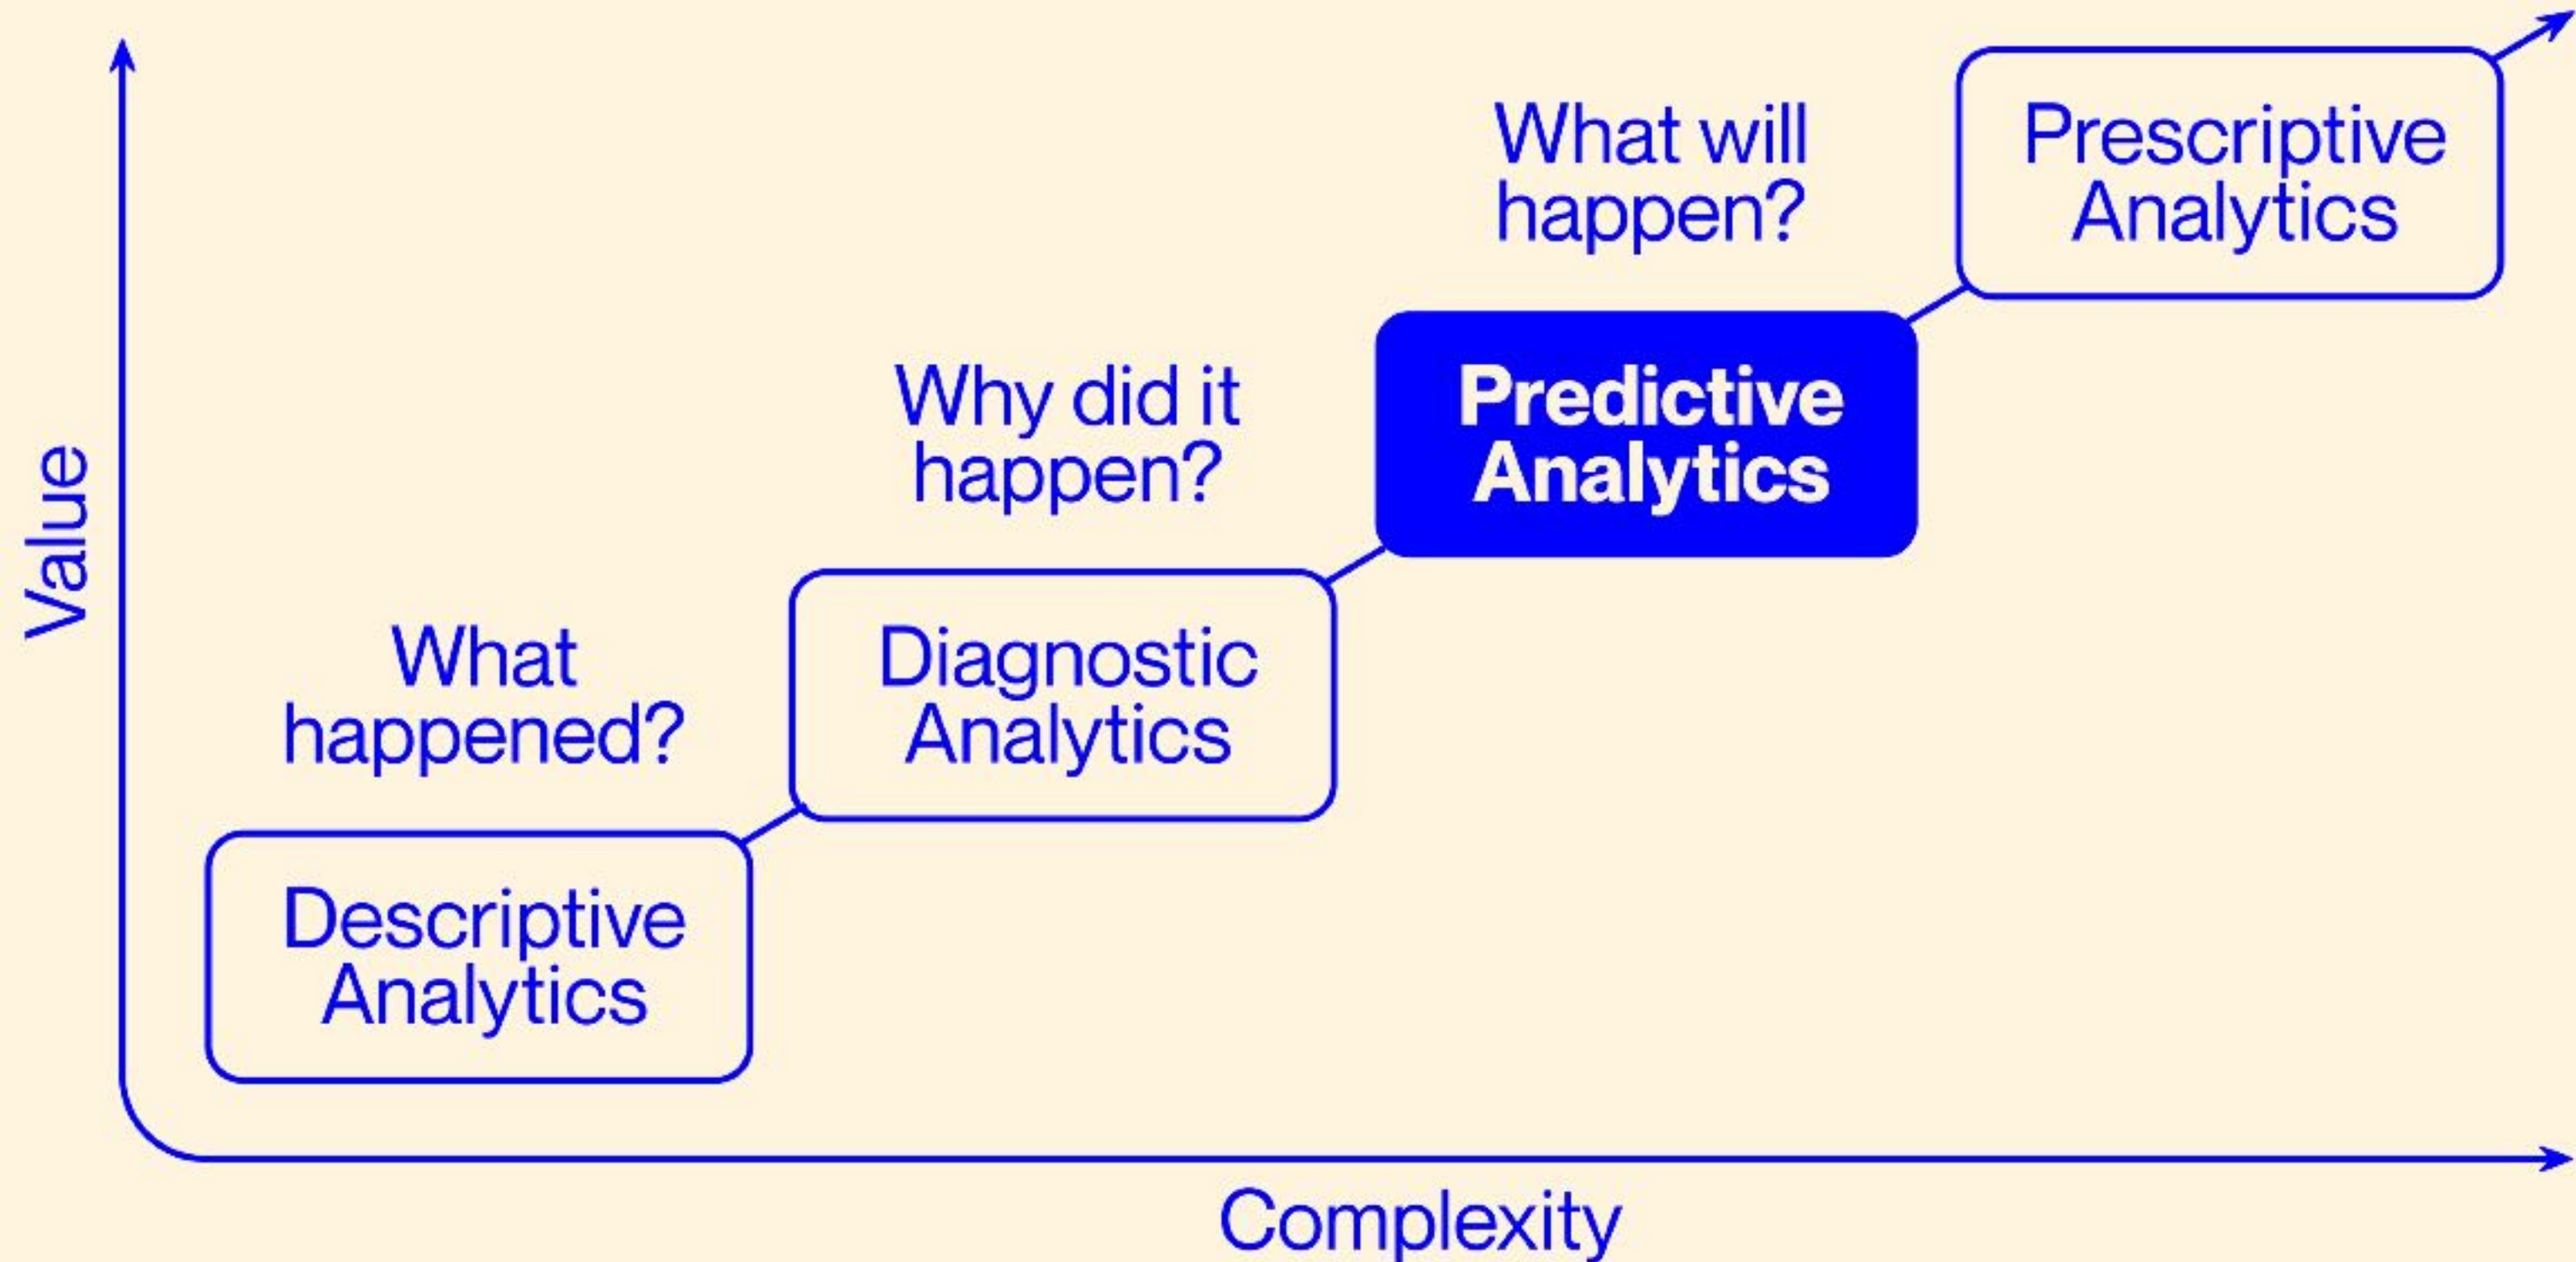 What will
happen?
Prescriptive
Analytics
Why did it
happen?
Predictive
Analytics
What
happened?
Diagnostic
Analytics
Descriptive
Analytics
Value
Complexity